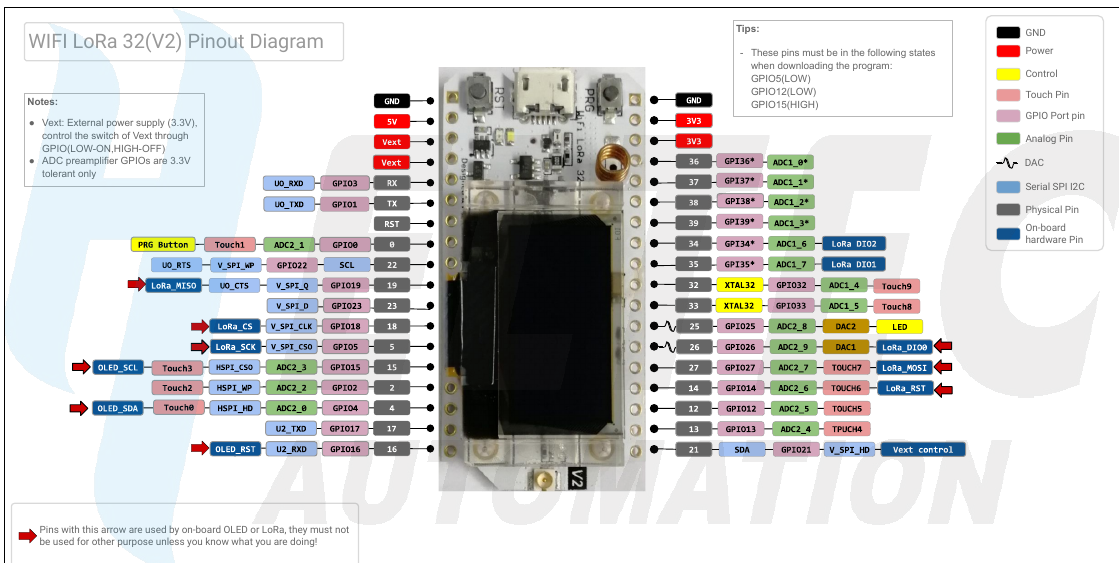 WIFI LoRa 32(V2) Pinout Diagram
Notes:
● Vext: External power supply (3.3V),
control the switch of Vext through
GPIO(LOW-ON,HIGH-OFF)
● ADC preamplifier GPIOs are 3.3V
tolerant only
Tips:
- These pins must be in the following states
when downloading the program:
GPIO5(LOW)
GPIO12(LOW)
GPIO15(HIGH)
GND
Power
Control
Touch Pin
GPIO Port pin
Analog Pin
DAC
Serial SPI I2C
Physical Pin
On-board
hardware Pin
GND
5V
Vext
Vext
UO_RXD GPIO3 RX
UO_TXD GPIO1 TX
RST
PRG Button Touch1 ADC2_1 GPIO0 0
UO_RTS V_SPI_WP GPIO22 SCL 22
LoRa_MISO UO_CTS V_SPI_Q GPIO19 19
V_SPI_D GPIO23 23
LoRa_CS V_SPI_CLK GPIO18 18
LoRa_SCK V_SPI_CSO GPIO5 5
OLED_SCL Touch3 HSPI_CSO ADC2_3 GPIO15 15
Touch2 HSPI_WP ADC2_2 GPIO2 2
OLED_SDA Touch0 HSPI_HD ADC2_0 GPIO4 4
U2_TXD GPIO17 17
OLED_RST U2_RXD GPIO16 16
RST
PRG
WiFi LoRa 32
V2
GND
3V3
3V3
36 GPI36* ADC1_0*
37 GPI37* ADC1_1*
38 GPI38* ADC1_2*
39 GPI39* ADC1_3*
34 GPI34* ADC1_6 LoRa DIO2
35 GPI35* ADC1_7 LoRa DIO1
32 XTAL32 GPIO32 ADC1_4 Touch9
33 XTAL32 GPIO33 ADC1_5 Touch8
25 GPIO25 ADC2_8 DAC2 LED
26 GPIO26 ADC2_9 DAC1 LoRa_DIO0
27 GPIO27 ADC2_7 TOUCH7 LoRa_MOSI
14 GPIO14 ADC2_6 TOUCH6 LoRa_RST
12 GPIO12 ADC2_5 TOUCH5
13 GPIO13 ADC2_4 TPUCH4
21 SDA GPIO21 V_SPI_HD Vext control
AUTOMATION
Pins with this arrow are used by on-board OLED or LoRa, they must not
be used for other purpose unless you know what you are doing!